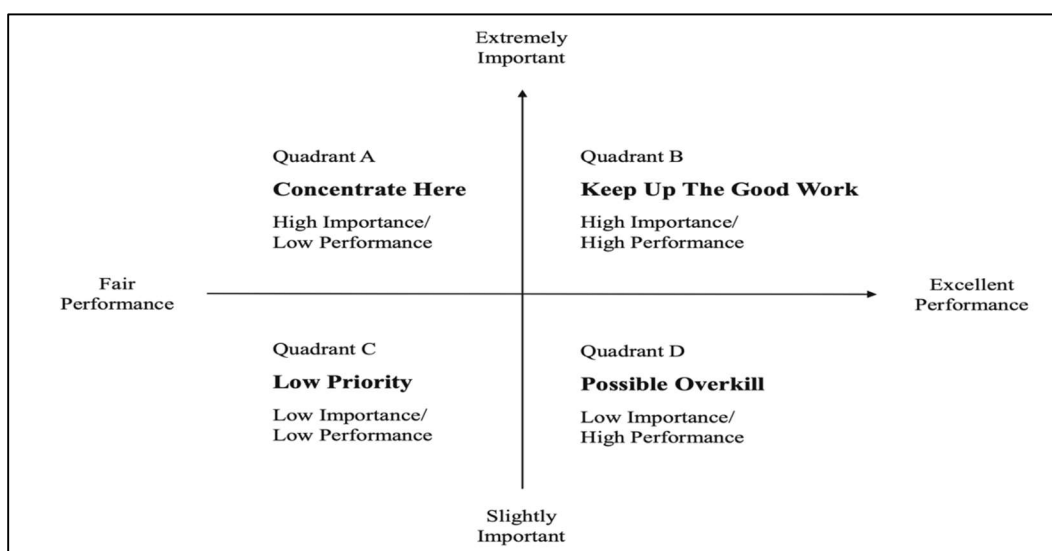 Extremely
Important
Quadrant A
Concentrate Here
High Importance/
Low Performance
Quadrant B
Keep Up The Good Work
High Importance/
High Performance
Fair
Performance
Excellent
Performance
Quadrant C
Low Priority
Low Importance/
Low Performance
Quadrant D
Possible Overkill
Low Importance/
High Performance
Slightly
Important